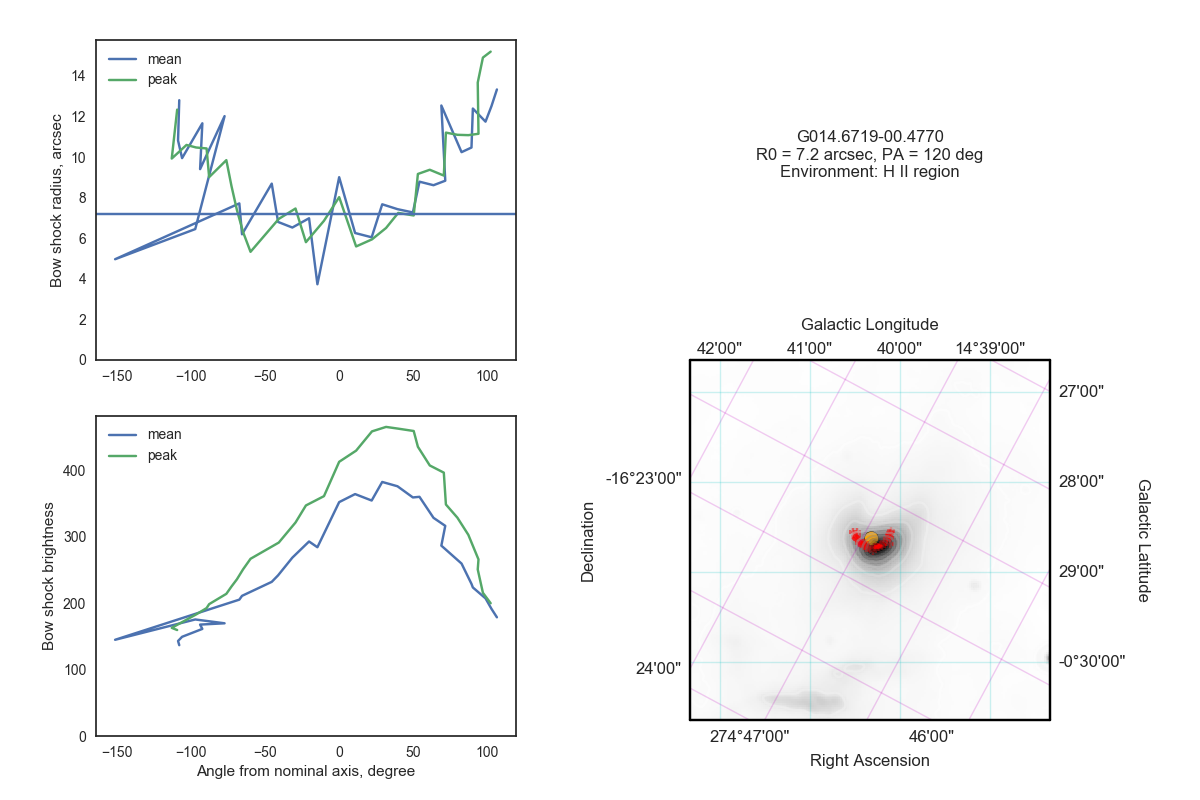 mean
peak
14
12
10
8
6
4
2
0
Bow shock radius, arcsec
−150
−100
−50
0
50
100
mean
peak
400
300
200
100
0
Bow shock brightness
−150
−100
−50
0
50
100
Angle from nominal axis, degree
G014.6719-00.4770
R0 = 7.2 arcsec, PA = 120 deg
Environment: H II region
Galactic Longitude
42'00" 41'00" 40'00" 14°39'00"
27'00"
28'00"
29'00"
-0°30'00"
Galactic Latitude
-16°23'00"
24'00"
Declination
274°47'00" 46'00"
Right Ascension